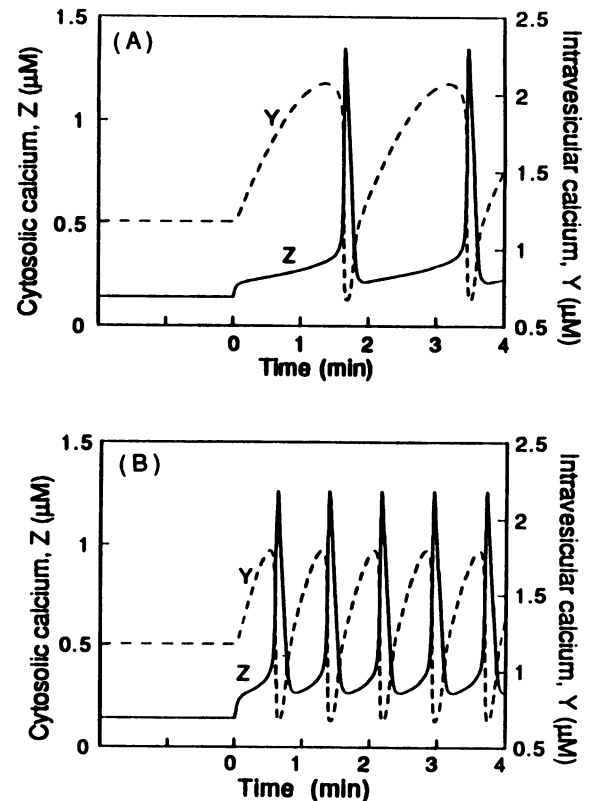 (A)
Cytosolic calcium, Z (μM)
1.5
1
0.5
0
Y
Z
Intravesicular calcium, Y (μM)
2.5
2
1.5
1
0.5
0 1 2 3 4
Time (min)
(B)
Cytosolic calcium, Z (μM)
1.5
1
0.5
0
Y
Z
Intravesicular calcium, Y (μM)
2.5
2
1.5
1
0.5
0 1 2 3 4
Time (min)